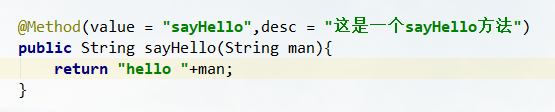 @Method(value = "sayHello",desc = "这是一个sayHello方法")
public String sayHello(String man){
    return "hello "+man;
}